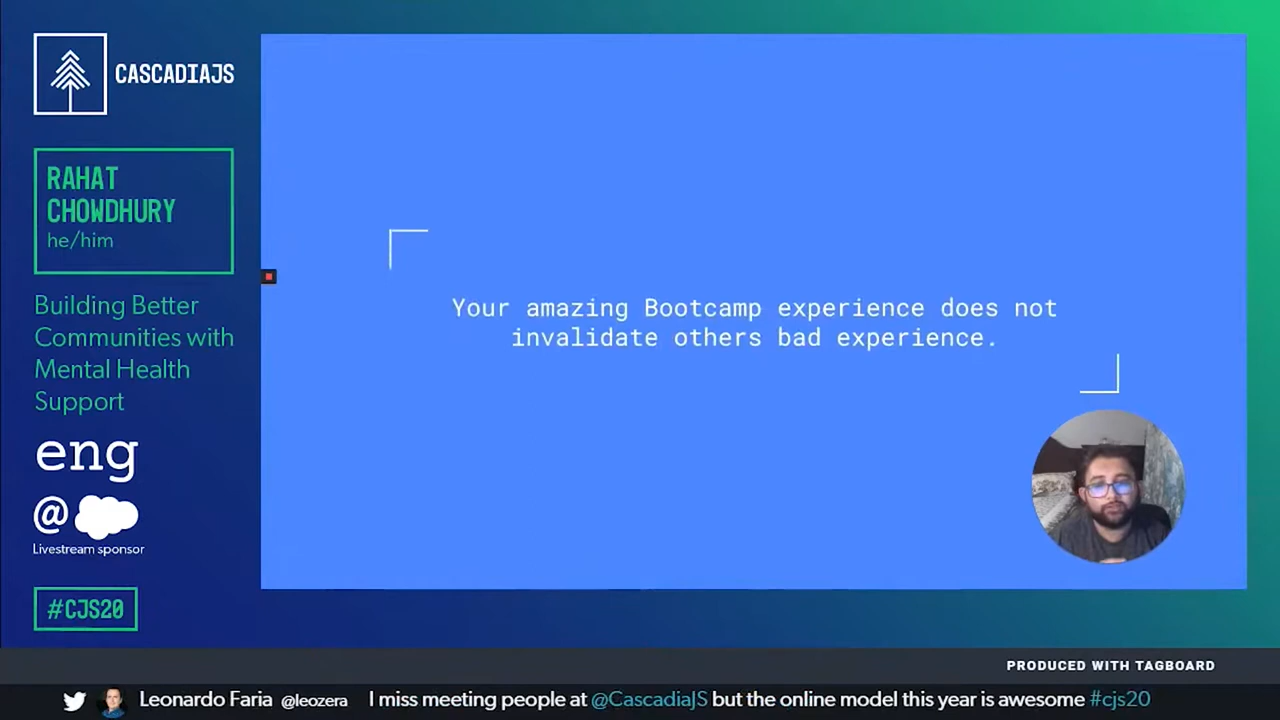 CASCADIAJS
RAHAT
CHOWDHURY
he/him
Building Better
Communities with
Mental Health
Support
eng
@
Livestream sponsor
#CJS20
Your amazing Bootcamp experience does not
invalidate others bad experience.
PRODUCED WITH TAGBOARD
Leonardo Faria @leozera I miss meeting people at @CascadiaJS but the online model this year is awesome #cjs20